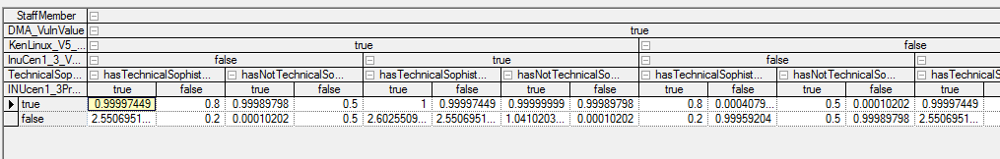 StaffMember
DMA_VulnValue true
KenLinux_V5_... true false
InuCen1_3_V... false true false
TechnicalSop... hasTechnicalSophist... hasNotTechnicalSo... hasTechnicalSophist... hasNotTechnicalSo... hasTechnicalSophist... hasNotTechnicalSo... hasTechnicalS
INUcen1_3Pr... true false true false true false true false true false true false true
true 0.99997449 0.8 0.99989798 0.5 1 0.99997449 0.99999999 0.99989798 0.8 0.0004079... 0.5 0.00010202 0.99997449
false 2.5506951... 0.2 0.00010202 0.5 2.6025509... 2.5506951... 1.0410203... 0.00010202 0.2 0.99959204 0.5 0.99989798 2.5506951...